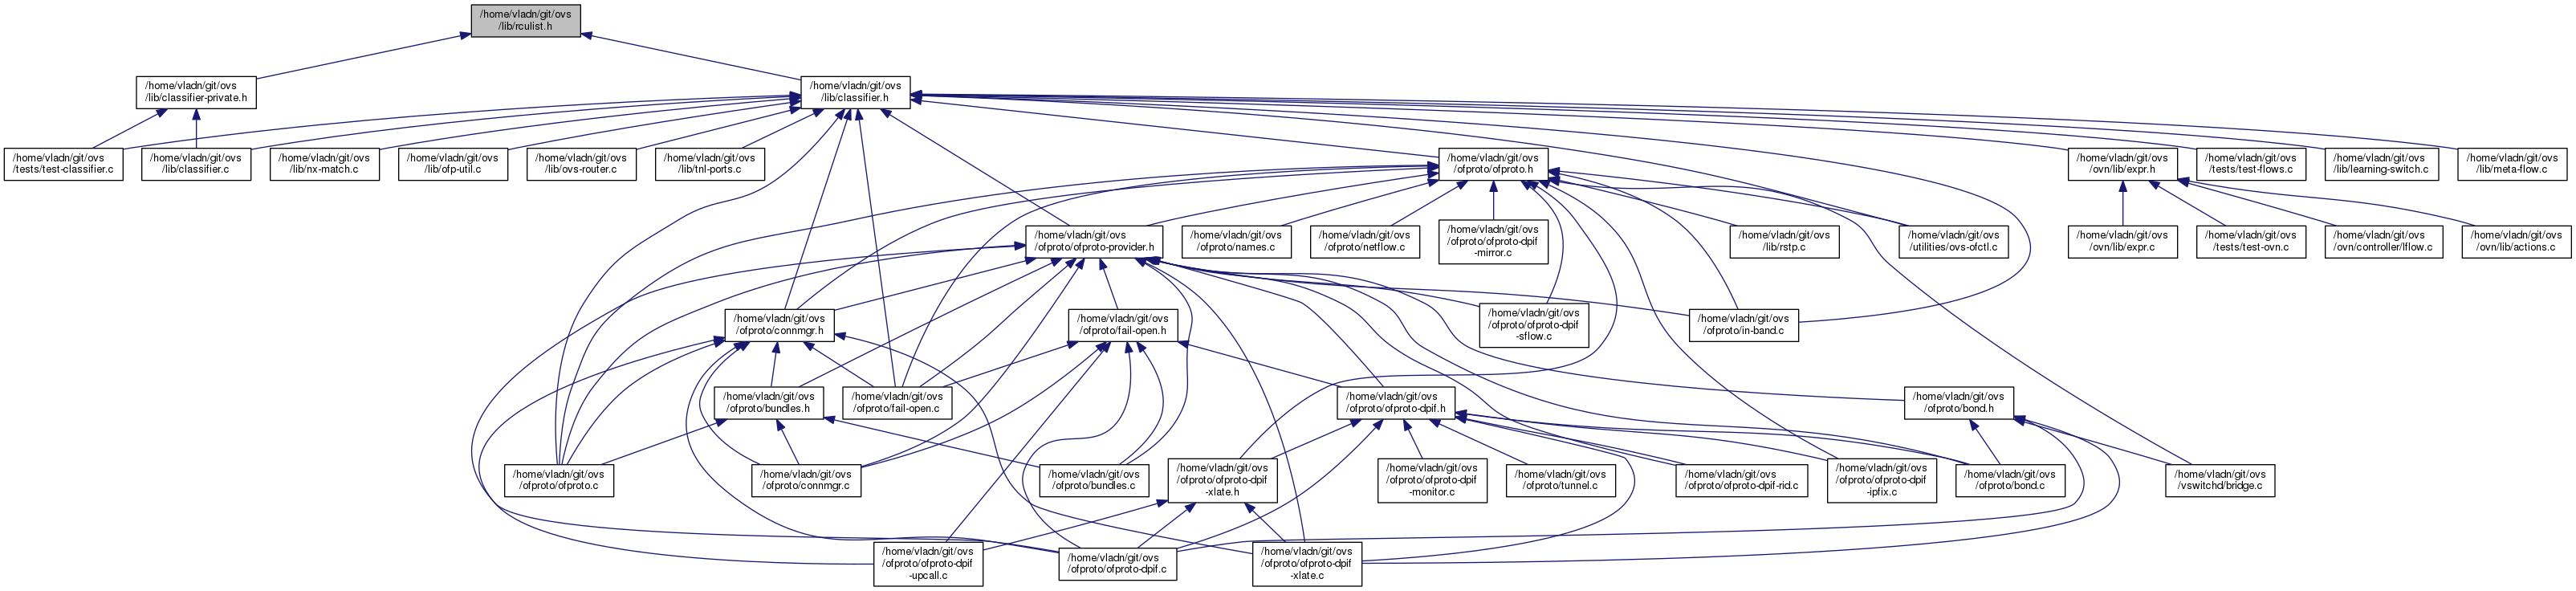 /home/vladn/git/ovs
/lib/rculist.h
/home/vladn/git/ovs
/lib/classifier-private.h
/home/vladn/git/ovs
/lib/classifier.h
/home/vladn/git/ovs
/tests/test-classifier.c
/home/vladn/git/ovs
/lib/classifier.c
/home/vladn/git/ovs
/lib/nx-match.c
/home/vladn/git/ovs
/lib/ofp-util.c
/home/vladn/git/ovs
/lib/ovs-router.c
/home/vladn/git/ovs
/lib/tnl-ports.c
/home/vladn/git/ovs
/ofproto/ofproto.h
/home/vladn/git/ovs
/ovn/lib/expr.h
/home/vladn/git/ovs
/tests/test-flows.c
/home/vladn/git/ovs
/lib/learning-switch.c
/home/vladn/git/ovs
/lib/meta-flow.c
/home/vladn/git/ovs
/ofproto/ofproto-provider.h
/home/vladn/git/ovs
/ofproto/names.c
/home/vladn/git/ovs
/ofproto/netflow.c
/home/vladn/git/ovs
/ofproto/ofproto-dpif
-mirror.c
/home/vladn/git/ovs
/lib/rstp.c
/home/vladn/git/ovs
/utilities/ovs-ofctl.c
/home/vladn/git/ovs
/ovn/lib/expr.c
/home/vladn/git/ovs
/tests/test-ovn.c
/home/vladn/git/ovs
/ovn/controller/lflow.c
/home/vladn/git/ovs
/ovn/lib/actions.c
/home/vladn/git/ovs
/ofproto/connmgr.h
/home/vladn/git/ovs
/ofproto/fail-open.h
/home/vladn/git/ovs
/ofproto/ofproto-dpif
-sflow.c
/home/vladn/git/ovs
/ofproto/in-band.c
/home/vladn/git/ovs
/ofproto/bundles.h
/home/vladn/git/ovs
/ofproto/fail-open.c
/home/vladn/git/ovs
/ofproto/ofproto-dpif.h
/home/vladn/git/ovs
/ofproto/bond.h
/home/vladn/git/ovs
/ofproto/ofproto.c
/home/vladn/git/ovs
/ofproto/connmgr.c
/home/vladn/git/ovs
/ofproto/bundles.c
/home/vladn/git/ovs
/ofproto/ofproto-dpif
-xlate.h
/home/vladn/git/ovs
/ofproto/ofproto-dpif
-monitor.c
/home/vladn/git/ovs
/ofproto/tunnel.c
/home/vladn/git/ovs
/ofproto/ofproto-dpif-rid.c
/home/vladn/git/ovs
/ofproto/ofproto-dpif
-ipfix.c
/home/vladn/git/ovs
/ofproto/bond.c
/home/vladn/git/ovs
/vswitchd/bridge.c
/home/vladn/git/ovs
/ofproto/ofproto-dpif
-upcall.c
/home/vladn/git/ovs
/ofproto/ofproto-dpif.c
/home/vladn/git/ovs
/ofproto/ofproto-dpif
-xlate.c